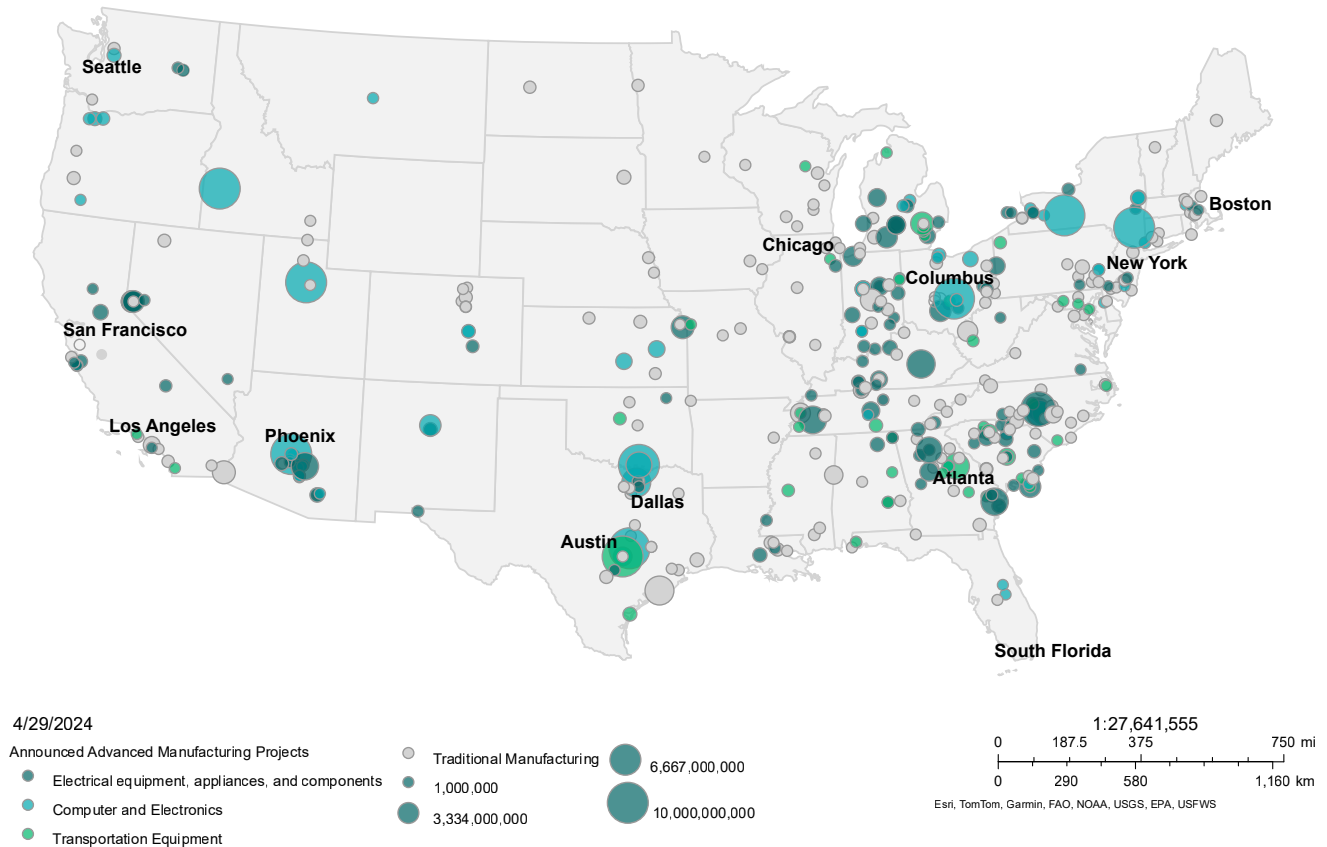 Seattle
Boston
Chicago
New York
Columbus
San Francisco
Los Angeles
Phoenix
Atlanta
Dallas
Austin
South Florida
4/29/2024
Announced Advanced Manufacturing Projects
Electrical equipment, appliances, and components
Computer and Electronics
Transportation Equipment
Traditional Manufacturing
1,000,000
3,334,000,000
6,667,000,000
10,000,000,000
1:27,641,555
0 187.5 375 750 mi
0 290 580 1,160 km
Esri, TomTom, Garmin, FAO, NOAA, USGS, EPA, USFWS